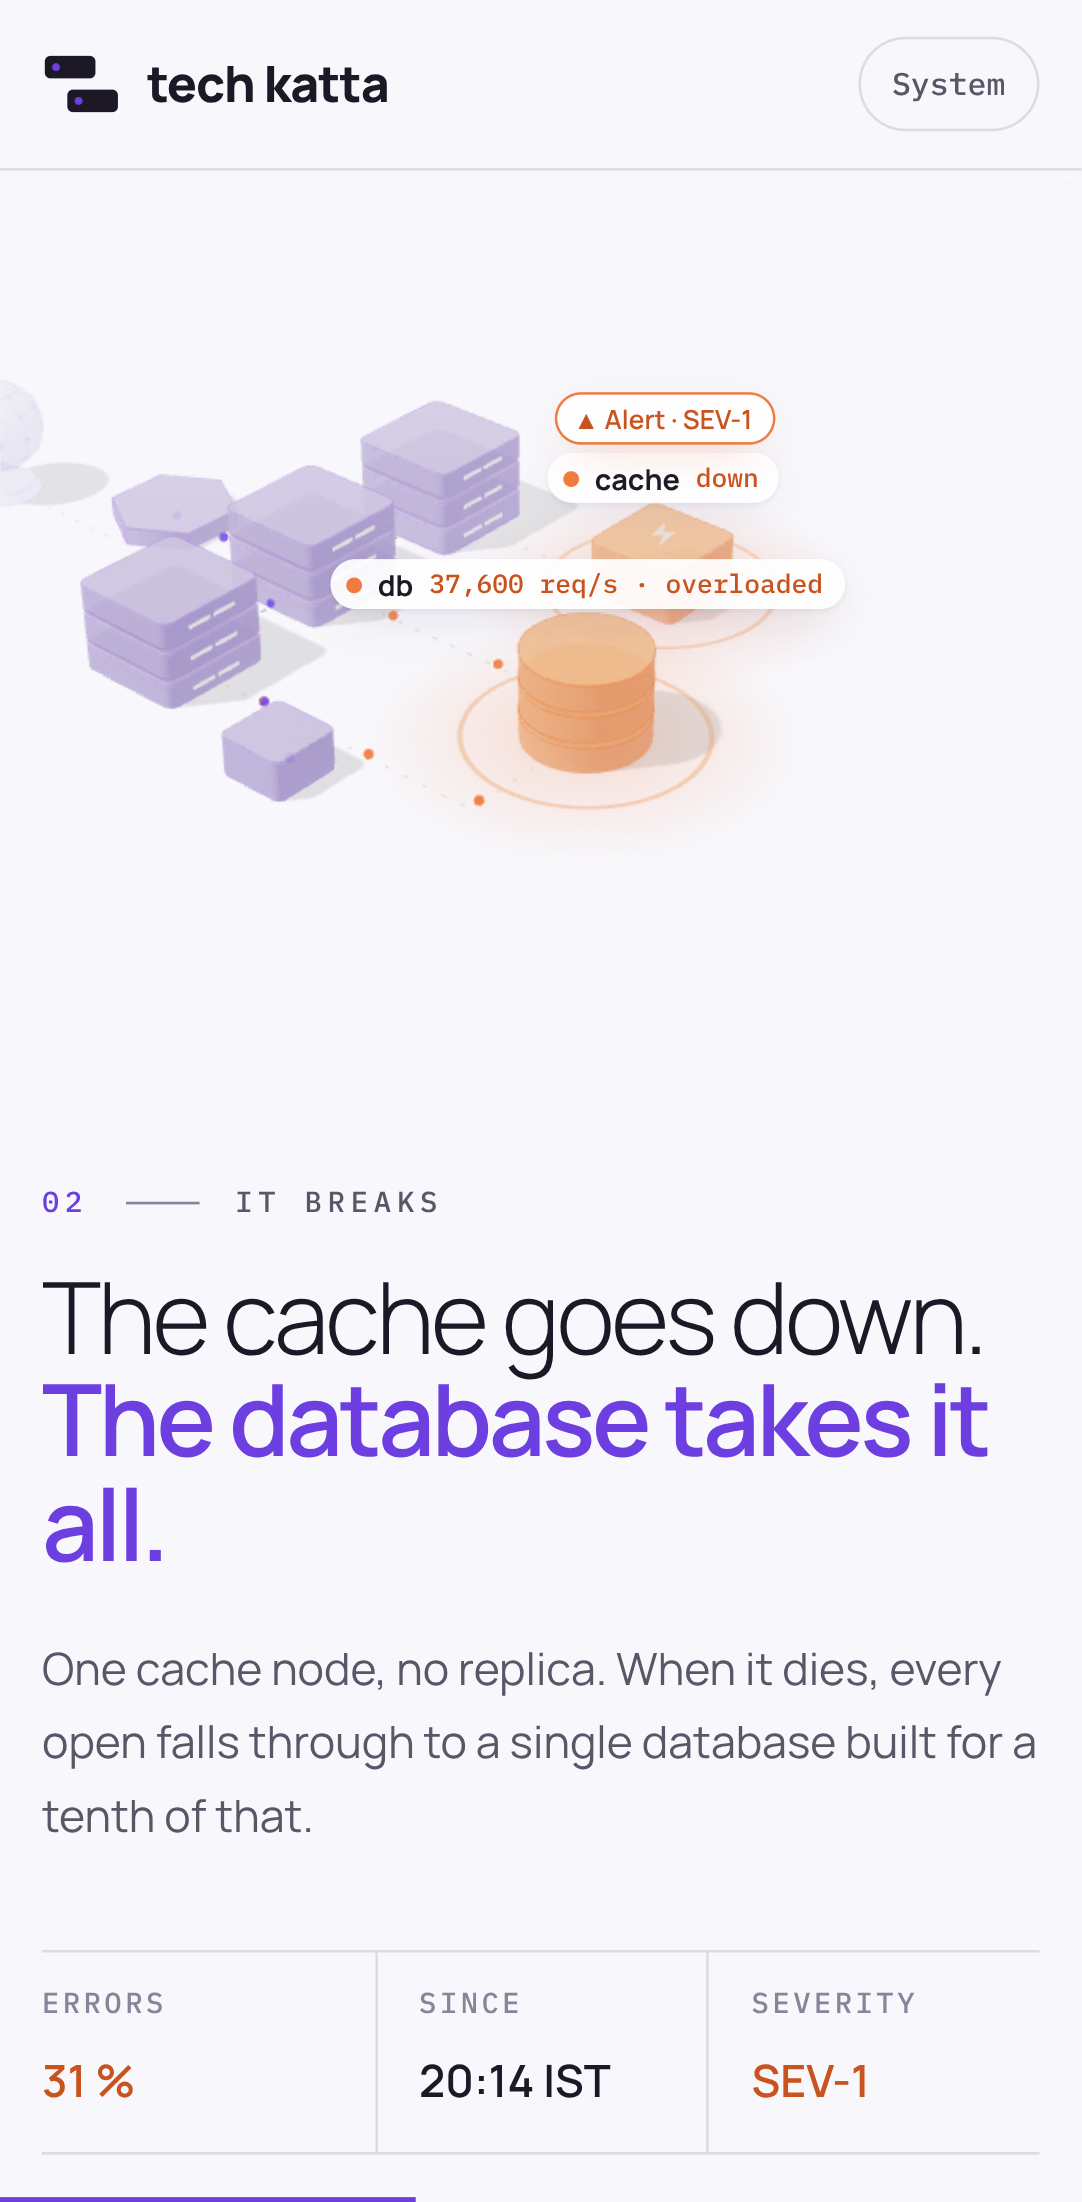 tech katta
System
▲ Alert · SEV-1
cache down
db 37,600 req/s · overloaded
02 — IT BREAKS
The cache goes down.
The database takes it
all.
One cache node, no replica. When it dies, every
open falls through to a single database built for a
tenth of that.
ERRORS SINCE SEVERITY
31 % 20:14 IST SEV-1